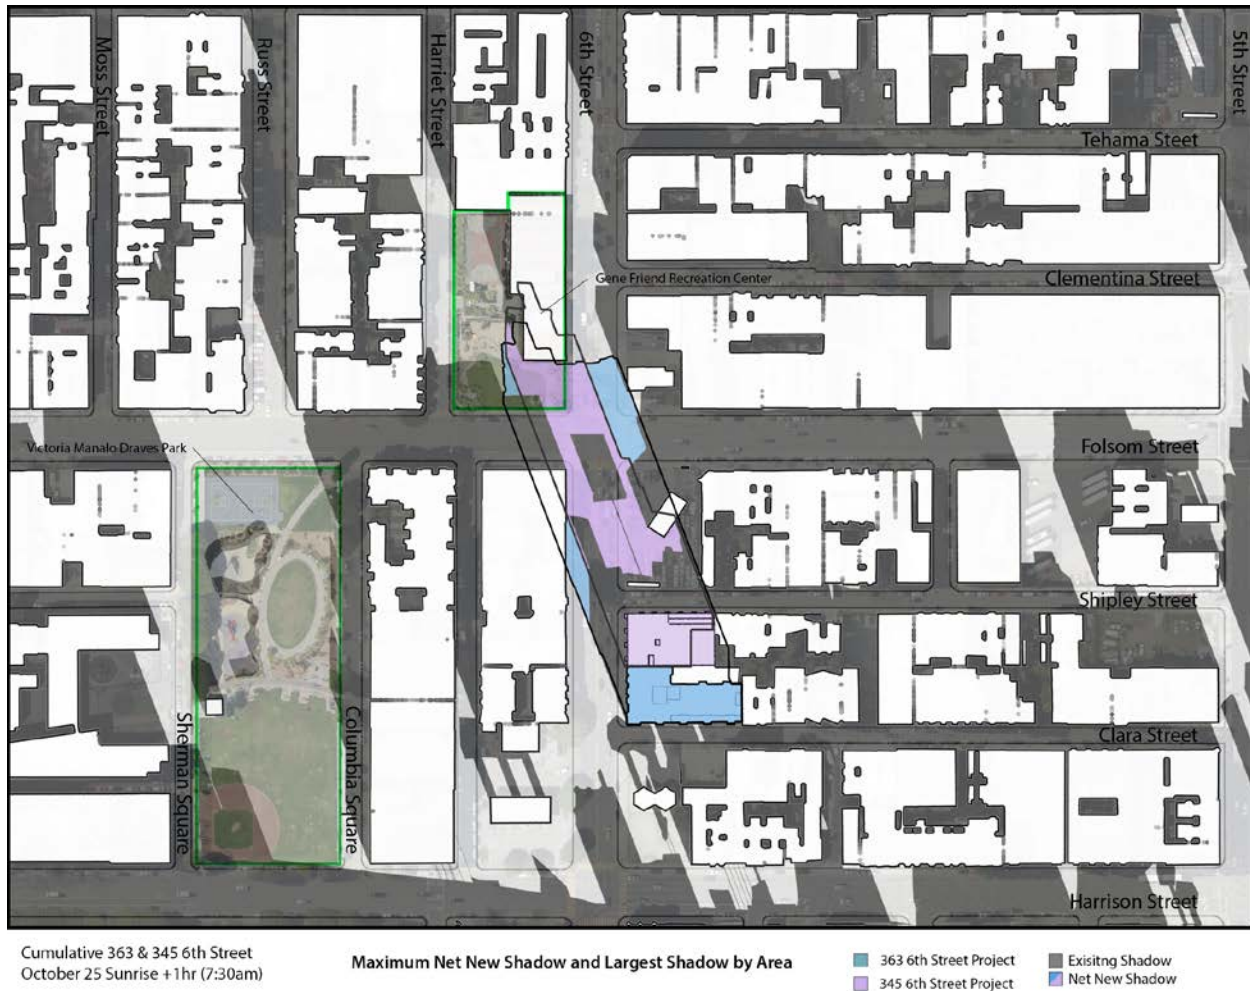 Moss Street
Russ Street
Harriet Street
6th Street
5th Street
Tehama Steet
Gene Friend Recreation Center
Clementina Street
Victoria Manalo Draves Park
Folsom Street
Shipley Street
Sherman Square
Columbia Square
Clara Street
Harrison Street
Cumulative 363 & 345 6th Street
October 25 Sunrise +1hr (7:30am)
Maximum Net New Shadow and Largest Shadow by Area
363 6th Street Project
345 6th Street Project
Exisitng Shadow
Net New Shadow